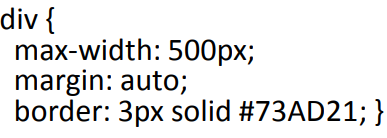 div {
  max-width: 500px;
  margin: auto;
  border: 3px solid #73AD21; }